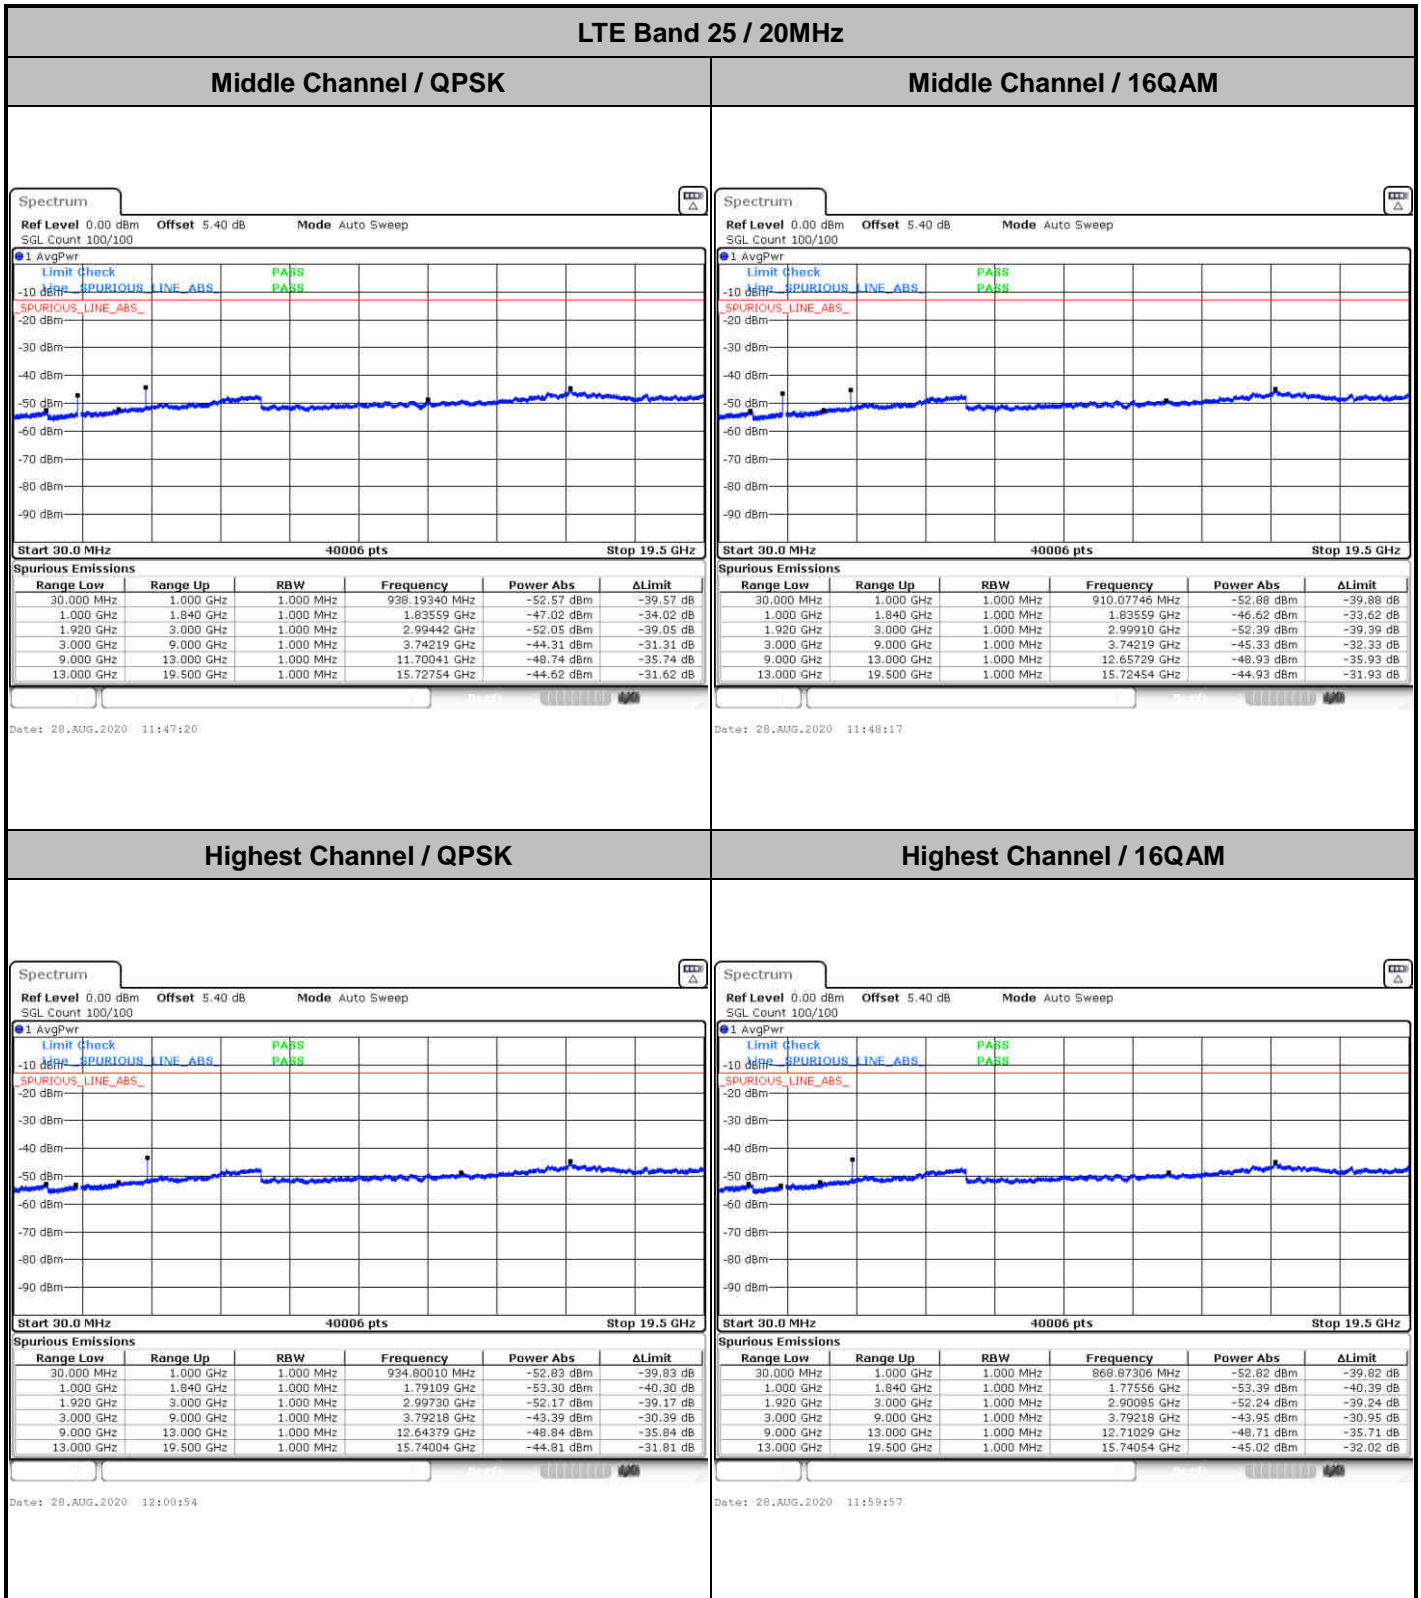 LTE Band 25 / 20MHz
Middle Channel / QPSK
Middle Channel / 16QAM
Spectrum
Ref Level 0.00 dBm Offset 5.40 dB Mode Auto Sweep
SGL Count 100/100
1 AvgPwr
Limit Check PASS
Line _SPURIOUS_LINE_ABS_ PASS
-10 dBm
_SPURIOUS_LINE_ABS_
-20 dBm
-30 dBm
-40 dBm
-50 dBm
-60 dBm
-70 dBm
-80 dBm
-90 dBm
Start 30.0 MHz 40006 pts Stop 19.5 GHz
Spurious Emissions
Range Low Range Up RBW Frequency Power Abs ΔLimit
30.000 MHz 1.000 GHz 1.000 MHz 938.19340 MHz -52.57 dBm -39.57 dB
1.000 GHz 1.840 GHz 1.000 MHz 1.83559 GHz -47.02 dBm -34.02 dB
1.920 GHz 3.000 GHz 1.000 MHz 2.99442 GHz -52.05 dBm -39.05 dB
3.000 GHz 9.000 GHz 1.000 MHz 3.74219 GHz -44.31 dBm -31.31 dB
9.000 GHz 13.000 GHz 1.000 MHz 11.70041 GHz -48.74 dBm -35.74 dB
13.000 GHz 19.500 GHz 1.000 MHz 15.72754 GHz -44.62 dBm -31.62 dB
Date: 28.AUG.2020 11:47:20
Spectrum
Ref Level 0.00 dBm Offset 5.40 dB Mode Auto Sweep
SGL Count 100/100
1 AvgPwr
Limit Check PASS
Line _SPURIOUS_LINE_ABS_ PASS
-10 dBm
_SPURIOUS_LINE_ABS_
-20 dBm
-30 dBm
-40 dBm
-50 dBm
-60 dBm
-70 dBm
-80 dBm
-90 dBm
Start 30.0 MHz 40006 pts Stop 19.5 GHz
Spurious Emissions
Range Low Range Up RBW Frequency Power Abs ΔLimit
30.000 MHz 1.000 GHz 1.000 MHz 910.07746 MHz -52.88 dBm -39.88 dB
1.000 GHz 1.840 GHz 1.000 MHz 1.83559 GHz -46.62 dBm -33.62 dB
1.920 GHz 3.000 GHz 1.000 MHz 2.99910 GHz -52.39 dBm -39.39 dB
3.000 GHz 9.000 GHz 1.000 MHz 3.74219 GHz -45.33 dBm -32.33 dB
9.000 GHz 13.000 GHz 1.000 MHz 12.65729 GHz -48.93 dBm -35.93 dB
13.000 GHz 19.500 GHz 1.000 MHz 15.72454 GHz -44.93 dBm -31.93 dB
Date: 28.AUG.2020 11:48:17
Highest Channel / QPSK
Highest Channel / 16QAM
Spectrum
Ref Level 0.00 dBm Offset 5.40 dB Mode Auto Sweep
SGL Count 100/100
1 AvgPwr
Limit Check PASS
Line _SPURIOUS_LINE_ABS_ PASS
-10 dBm
_SPURIOUS_LINE_ABS_
-20 dBm
-30 dBm
-40 dBm
-50 dBm
-60 dBm
-70 dBm
-80 dBm
-90 dBm
Start 30.0 MHz 40006 pts Stop 19.5 GHz
Spurious Emissions
Range Low Range Up RBW Frequency Power Abs ΔLimit
30.000 MHz 1.000 GHz 1.000 MHz 934.80010 MHz -52.83 dBm -39.83 dB
1.000 GHz 1.840 GHz 1.000 MHz 1.79109 GHz -53.30 dBm -40.30 dB
1.920 GHz 3.000 GHz 1.000 MHz 2.99730 GHz -52.17 dBm -39.17 dB
3.000 GHz 9.000 GHz 1.000 MHz 3.79218 GHz -43.39 dBm -30.39 dB
9.000 GHz 13.000 GHz 1.000 MHz 12.64379 GHz -48.84 dBm -35.84 dB
13.000 GHz 19.500 GHz 1.000 MHz 15.74004 GHz -44.81 dBm -31.81 dB
Date: 28.AUG.2020 12:00:54
Spectrum
Ref Level 0.00 dBm Offset 5.40 dB Mode Auto Sweep
SGL Count 100/100
1 AvgPwr
Limit Check PASS
Line _SPURIOUS_LINE_ABS_ PASS
-10 dBm
_SPURIOUS_LINE_ABS_
-20 dBm
-30 dBm
-40 dBm
-50 dBm
-60 dBm
-70 dBm
-80 dBm
-90 dBm
Start 30.0 MHz 40006 pts Stop 19.5 GHz
Spurious Emissions
Range Low Range Up RBW Frequency Power Abs ΔLimit
30.000 MHz 1.000 GHz 1.000 MHz 868.87306 MHz -52.82 dBm -39.82 dB
1.000 GHz 1.840 GHz 1.000 MHz 1.77556 GHz -53.39 dBm -40.39 dB
1.920 GHz 3.000 GHz 1.000 MHz 2.90085 GHz -52.24 dBm -39.24 dB
3.000 GHz 9.000 GHz 1.000 MHz 3.79218 GHz -43.95 dBm -30.95 dB
9.000 GHz 13.000 GHz 1.000 MHz 12.71029 GHz -48.71 dBm -35.71 dB
13.000 GHz 19.500 GHz 1.000 MHz 15.74054 GHz -45.02 dBm -32.02 dB
Date: 28.AUG.2020 11:59:57